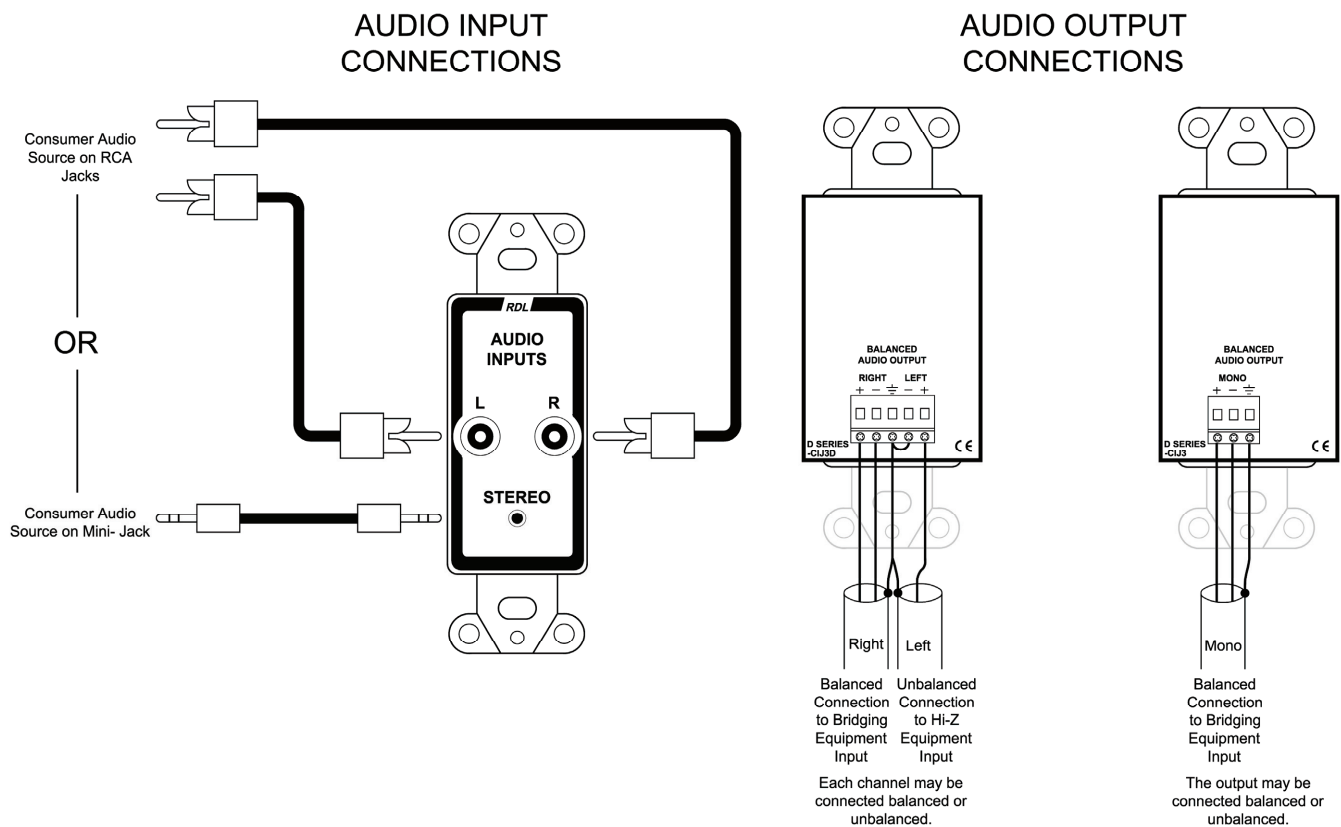 AUDIO INPUT
CONNECTIONS
Consumer Audio
Source on RCA
Jacks
OR
Consumer Audio
Source on Mini- Jack
RDL
AUDIO
INPUTS
L R
STEREO
AUDIO OUTPUT
CONNECTIONS
BALANCED
AUDIO OUTPUT
RIGHT LEFT
+ − ⏚ − +
D SERIES
-CIJ3D
CE
Right Left
Balanced
Connection
to Bridging
Equipment
Input
Unbalanced
Connection
to Hi-Z
Equipment
Input
Each channel may be
connected balanced or
unbalanced.
BALANCED
AUDIO OUTPUT
MONO
+ − ⏚
D SERIES
-CIJ3
CE
Mono
Balanced
Connection
to Bridging
Equipment
Input
The output may be
connected balanced or
unbalanced.